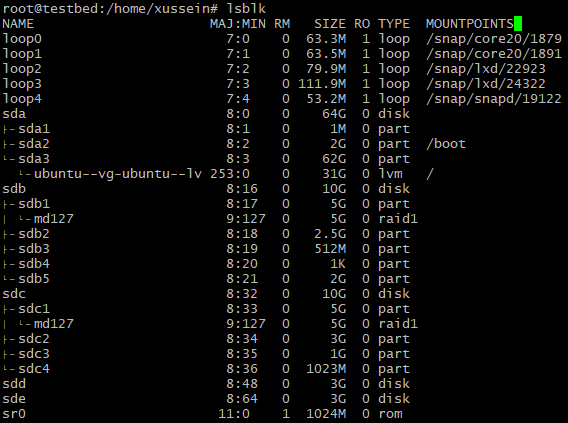 root@testbed:/home/xussein# lsblk
NAME                      MAJ:MIN RM   SIZE RO TYPE  MOUNTPOINTS
loop0                       7:0    0  63.3M  1 loop  /snap/core20/1879
loop1                       7:1    0  63.5M  1 loop  /snap/core20/1891
loop2                       7:2    0  79.9M  1 loop  /snap/lxd/22923
loop3                       7:3    0 111.9M  1 loop  /snap/lxd/24322
loop4                       7:4    0  53.2M  1 loop  /snap/snapd/19122
sda                         8:0    0    64G  0 disk
├─sda1                      8:1    0     1M  0 part
├─sda2                      8:2    0     2G  0 part  /boot
└─sda3                      8:3    0    62G  0 part
  └─ubuntu--vg-ubuntu--lv 253:0    0    31G  0 lvm   /
sdb                         8:16   0    10G  0 disk
├─sdb1                      8:17   0     5G  0 part
│ └─md127                   9:127  0     5G  0 raid1
├─sdb2                      8:18   0   2.5G  0 part
├─sdb3                      8:19   0   512M  0 part
├─sdb4                      8:20   0     1K  0 part
└─sdb5                      8:21   0     2G  0 part
sdc                         8:32   0    10G  0 disk
├─sdc1                      8:33   0     5G  0 part
│ └─md127                   9:127  0     5G  0 raid1
├─sdc2                      8:34   0     3G  0 part
├─sdc3                      8:35   0     1G  0 part
└─sdc4                      8:36   0  1023M  0 part
sdd                         8:48   0     3G  0 disk
sde                         8:64   0     3G  0 disk
sr0                        11:0    1  1024M  0 rom